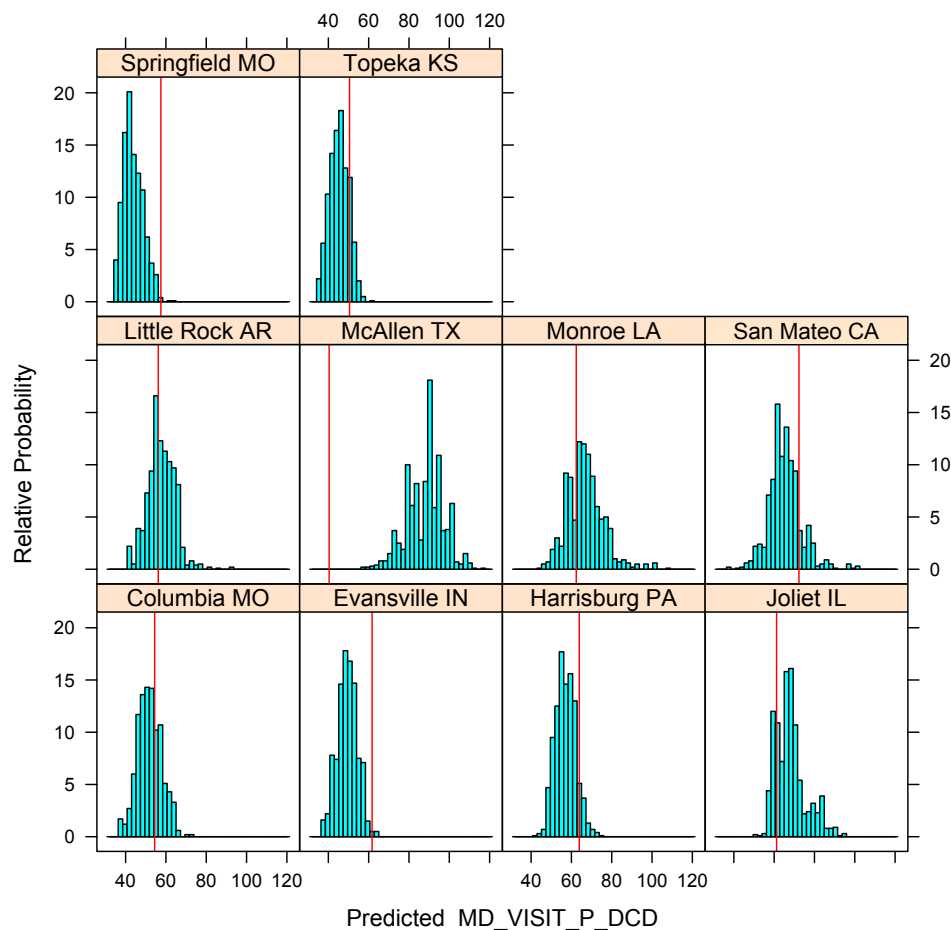 40 60 80 100 120
Springfield MO Topeka KS
20
15
10
5
0
Little Rock AR McAllen TX Monroe LA San Mateo CA
20
15
10
5
0
Columbia MO Evansville IN Harrisburg PA Joliet IL
20
15
10
5
0
40 60 80 100 120 40 60 80 100 120
Relative Probability
Predicted MD_VISIT_P_DCD